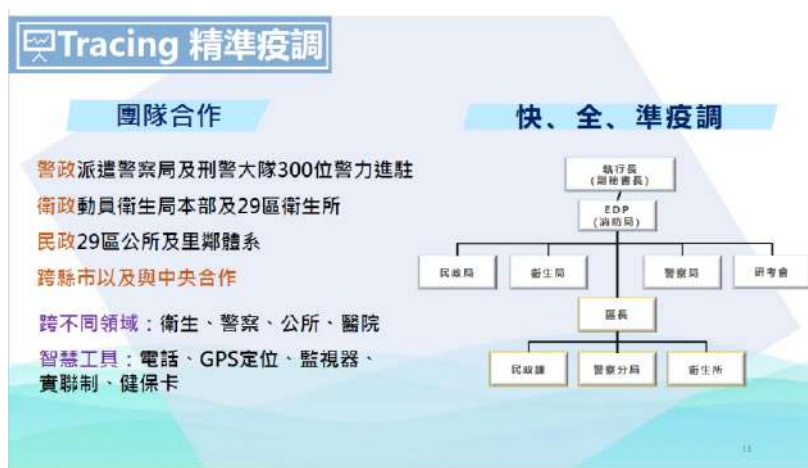 Tracing 精準疫調
團隊合作
警政派遣警察局及刑警大隊300位警力進駐
衛政動員衛生局本部及29區衛生所
民政29區公所及里鄰體系
跨縣市以及與中央合作
跨不同領域：衛生、警察、公所、醫院
智慧工具：電話、GPS定位、監視器、
實聯制、健保卡
快、全、準疫調
執行長
(副秘書長)
EDP
(消防局)
民政局 衛生局 警察局 研考會
區長
民政課 警察分局 衛生所